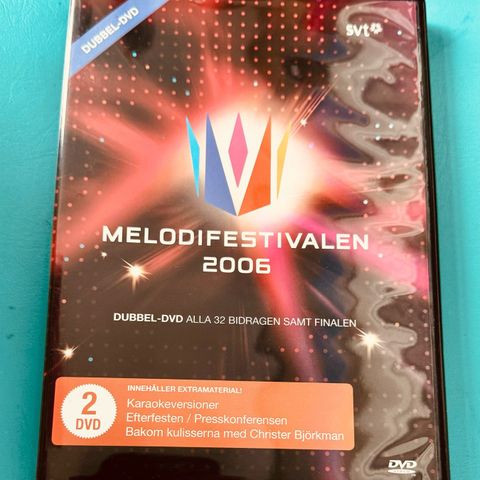 DUBBEL-DVD
svt
MELODIFESTIVALEN
2006
DUBBEL-DVD ALLA 32 BIDRAGEN SAMT FINALEN
2
DVD
INNEHÅLLER EXTRAMATERIAL!
Karaokeversioner
Efterfesten / Presskonferensen
Bakom kulisserna med Christer Björkman
DVD